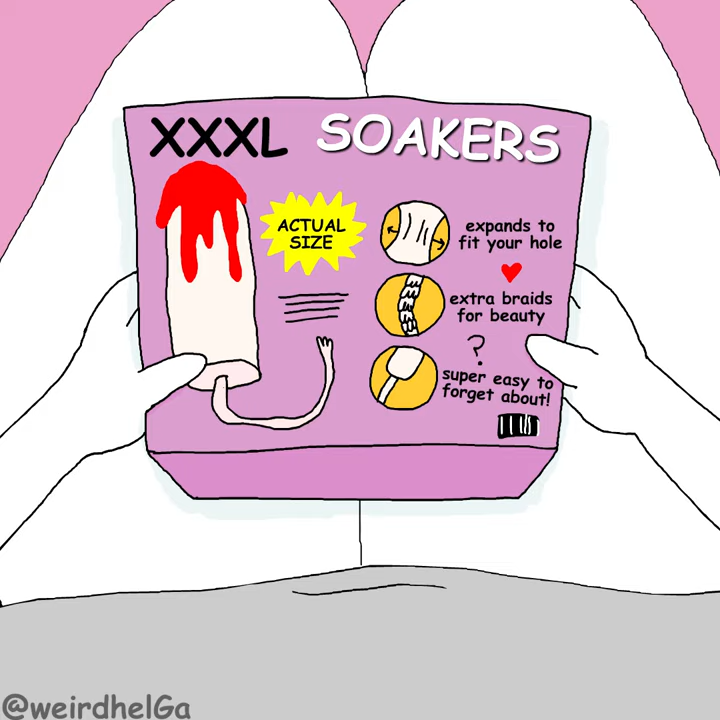 XXXL SOAKERS
ACTUAL
SIZE
expands to
fit your hole
extra braids
for beauty
?
super easy to
forget about!
@weirdhelGa